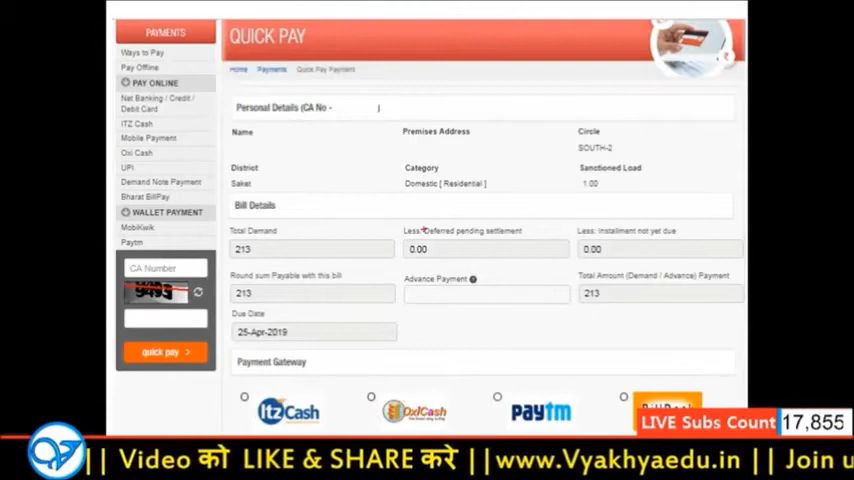 PAYMENTS
Ways to Pay
Pay Offline
PAY ONLINE
Net Banking / Credit /
Debit Card
ITZ Cash
Mobile Payment
Oxi Cash
UPI
Demand Note Payment
Bharat BillPay
WALLET PAYMENT
MobiKwik
Paytm
CA Number
9493
quick pay >
QUICK PAY
Home Payments Quick Pay Payment
Personal Details (CA No - )
Name Premises Address Circle
SOUTH-2
District Category Sanctioned Load
Saket Domestic [ Residential ] 1.00
Bill Details
Total Demand Less: Deferred pending settlement Less: Installment not yet due
213 0.00 0.00
Round sum Payable with this bill Advance Payment ? Total Amount (Demand / Advance) Payment
213 213
Due Date
25-Apr-2019
Payment Gateway
ItzCash OxiCash paytm
LIVE Subs Count 17,855
|| Video को LIKE & SHARE करे ||www.Vyakhyaedu.in || Join u